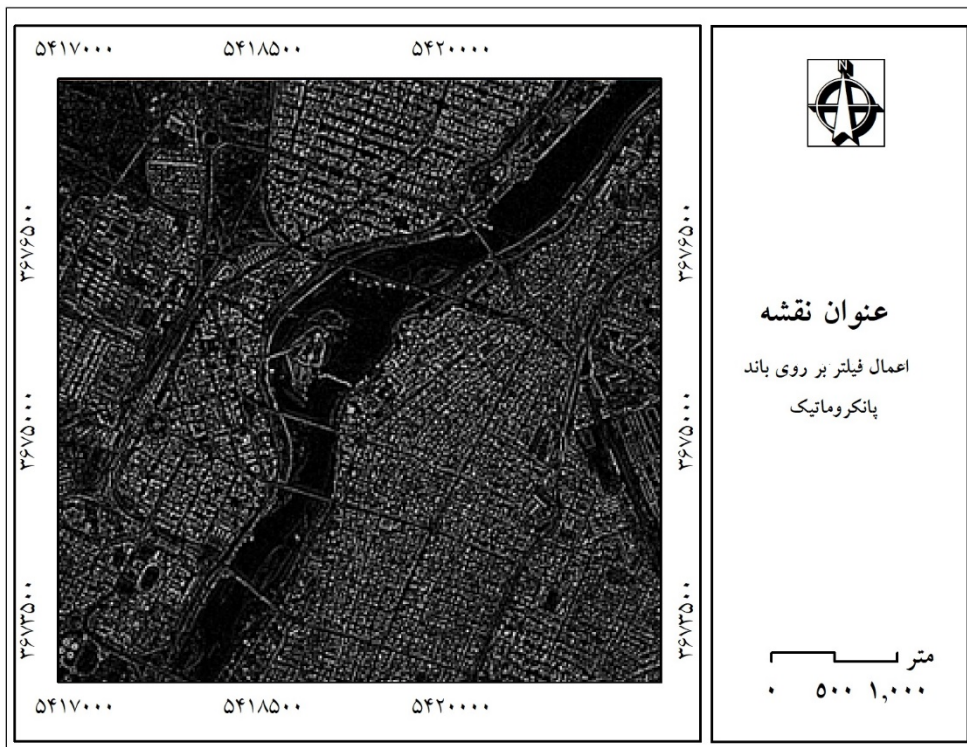 ۵۴۱۷۰۰۰ ۵۴۱۸۵۰۰ ۵۴۲۰۰۰۰
N
۳۶۷۶۵۰۰ ۳۶۷۶۵۰۰
عنوان نقشه
اعمال فیلتر بر روی باند
پانکروماتیک
۳۶۷۵۰۰۰ ۳۶۷۵۰۰۰
۳۶۷۳۵۰۰ ۳۶۷۳۵۰۰
متر
۰ ۵۰۰ ۱,۰۰۰
۵۴۱۷۰۰۰ ۵۴۱۸۵۰۰ ۵۴۲۰۰۰۰